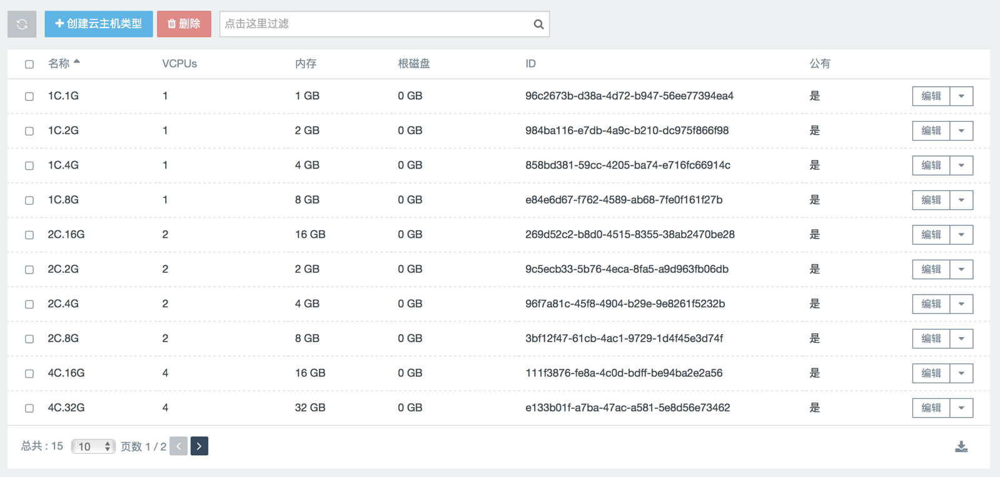 创建云主机类型 删除 点击这里过滤
名称 VCPUs 内存 根磁盘 ID 公有
1C.1G 1 1 GB 0 GB 96c2673b-d38a-4d72-b947-56ee77394ea4 是 编辑
1C.2G 1 2 GB 0 GB 984ba116-e7db-4a9c-b210-dc975f866f98 是 编辑
1C.4G 1 4 GB 0 GB 858bd381-59cc-4205-ba74-e716fc66914c 是 编辑
1C.8G 1 8 GB 0 GB e84e6d67-f762-4589-ab68-7fe0f161f27b 是 编辑
2C.16G 2 16 GB 0 GB 269d52c2-b8d0-4515-8355-38ab2470be28 是 编辑
2C.2G 2 2 GB 0 GB 9c5ecb33-5b76-4eca-8fa5-a9d963fb06db 是 编辑
2C.4G 2 4 GB 0 GB 96f7a81c-45f8-4904-b29e-9e8261f5232b 是 编辑
2C.8G 2 8 GB 0 GB 3bf12f47-61cb-4ac1-9729-1d4f45e3d74f 是 编辑
4C.16G 4 16 GB 0 GB 111f3876-fe8a-4c0d-bdff-be94ba2e2a56 是 编辑
4C.32G 4 32 GB 0 GB e133b01f-a7ba-47ac-a581-5e8d56e73462 是 编辑
总共 : 15 10 页数 1 / 2